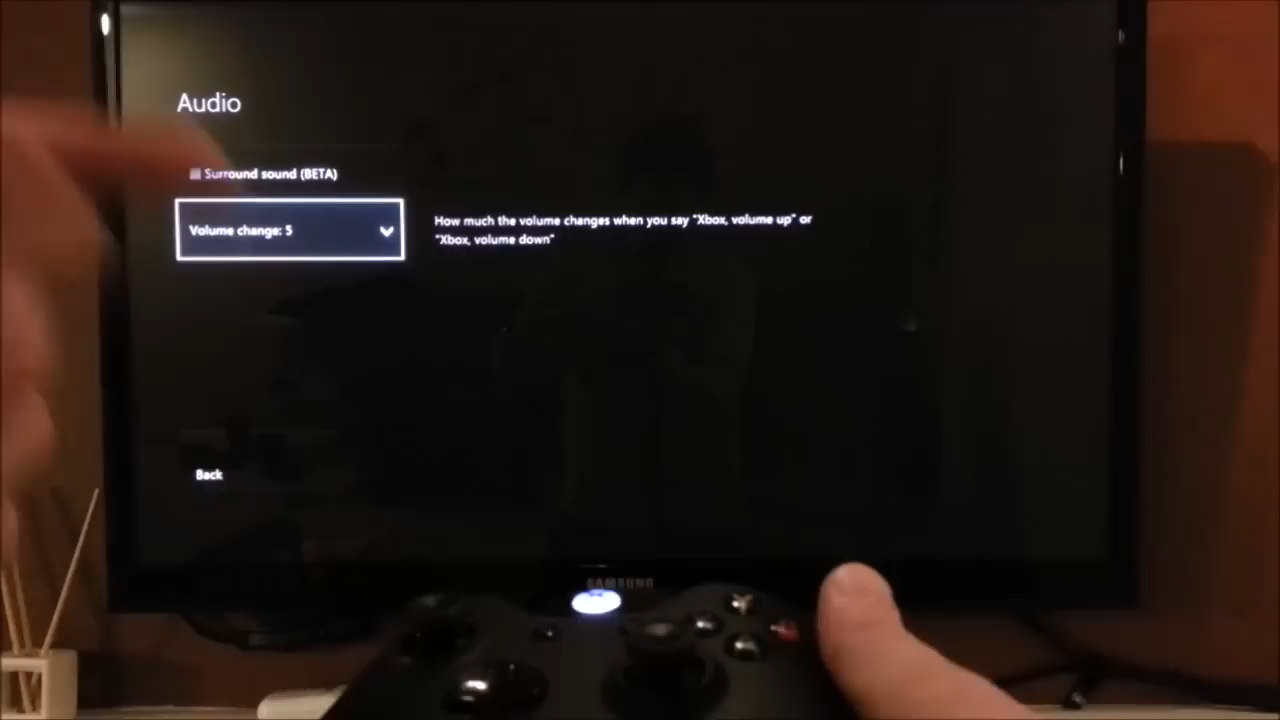 Audio
Surround sound (BETA)
Volume change: 5
How much the volume changes when you say "Xbox, volume up" or
"Xbox, volume down"
Back
SAMSUNG